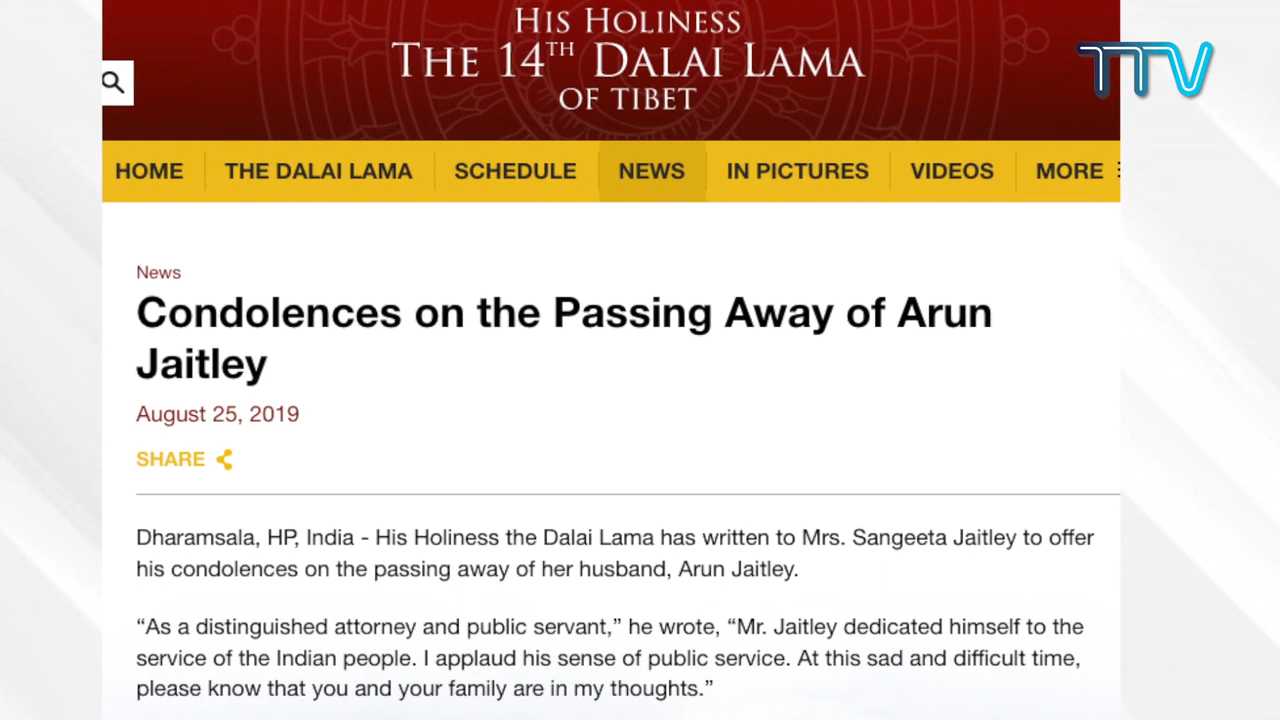 HIS HOLINESS
THE 14TH DALAI LAMA
OF TIBET
TTV
HOME THE DALAI LAMA SCHEDULE NEWS IN PICTURES VIDEOS MORE
News
Condolences on the Passing Away of Arun
Jaitley
August 25, 2019
SHARE
Dharamsala, HP, India - His Holiness the Dalai Lama has written to Mrs. Sangeeta Jaitley to offer
his condolences on the passing away of her husband, Arun Jaitley.
“As a distinguished attorney and public servant,” he wrote, “Mr. Jaitley dedicated himself to the
service of the Indian people. I applaud his sense of public service. At this sad and difficult time,
please know that you and your family are in my thoughts.”